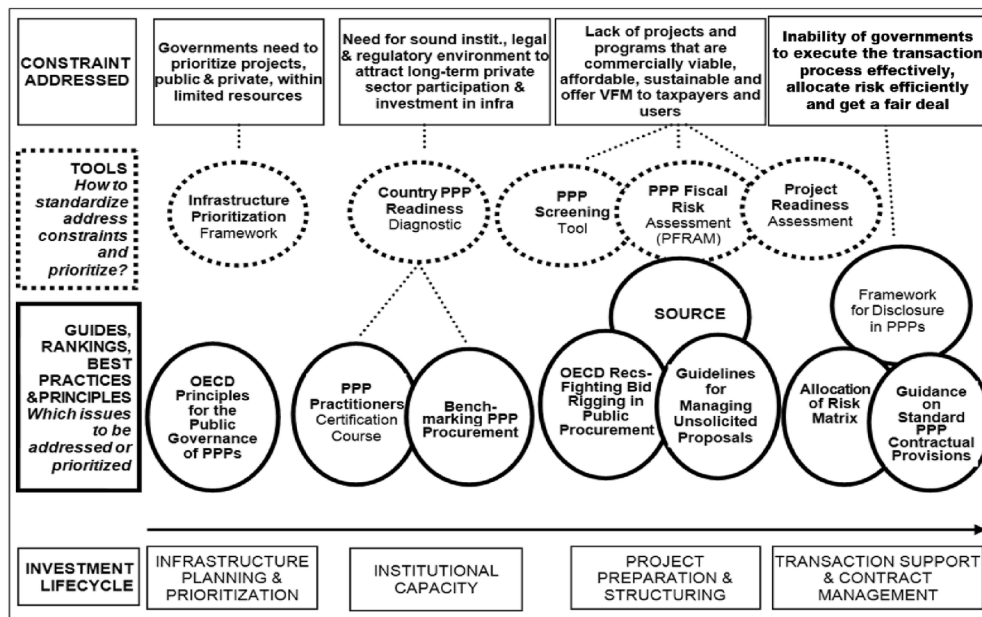 CONSTRAINT
ADDRESSED
Governments need to
prioritize projects,
public & private, within
limited resources
Need for sound instit., legal
& regulatory environment to
attract long-term private
sector participation &
investment in infra
Lack of projects and
programs that are
commercially viable,
affordable, sustainable and
offer VFM to taxpayers and
users
Inability of governments
to execute the transaction
process effectively,
allocate risk efficiently
and get a fair deal
TOOLS
How to
standardize
address
constraints
and
prioritize?
Infrastructure
Prioritization
Framework
Country PPP
Readiness
Diagnostic
PPP
Screening
Tool
PPP Fiscal
Risk
Assessment
(PFRAM)
Project
Readiness
Assessment
GUIDES,
RANKINGS,
BEST
PRACTICES
&PRINCIPLES
Which issues
to be
addressed or
prioritized
OECD
Principles
for the
Public
Governance
of PPPs
PPP
Practitioners
Certification
Course
Bench-
marking PPP
Procurement
SOURCE
OECD Recs-
Fighting Bid
Rigging in
Public
Procurement
Guidelines
for
Managing
Unsolicited
Proposals
Framework
for Disclosure
in PPPs
Allocation
of Risk
Matrix
Guidance
on
Standard
PPP
Contractual
Provisions
INVESTMENT
LIFECYCLE
INFRASTRUCTURE
PLANNING &
PRIORITIZATION
INSTITUTIONAL
CAPACITY
PROJECT
PREPARATION &
STRUCTURING
TRANSACTION SUPPORT
& CONTRACT
MANAGEMENT